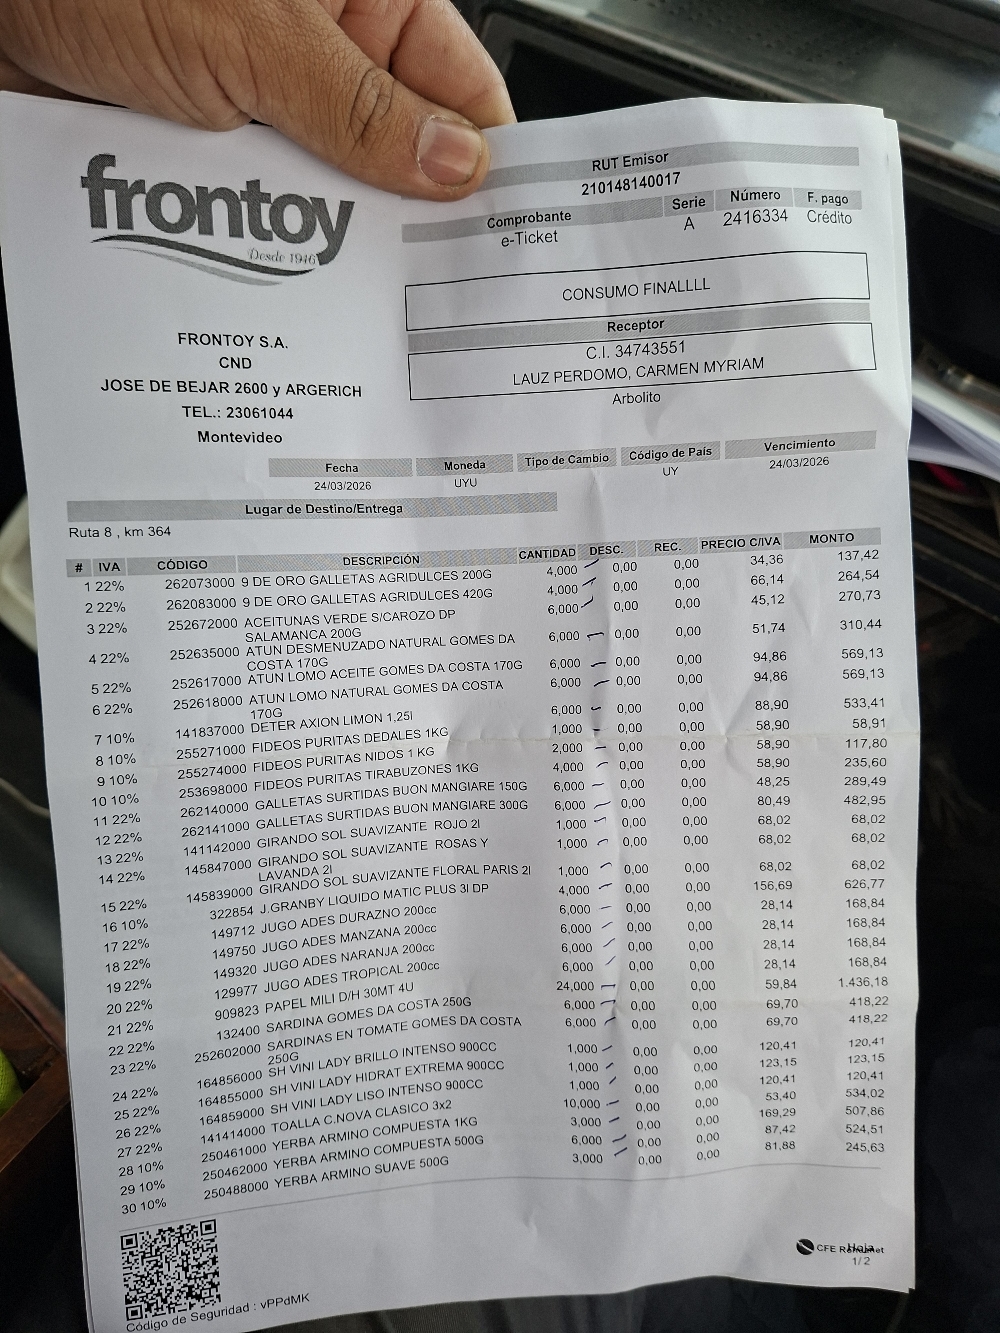 frontoy
Desde 1946
RUT Emisor
210148140017
Comprobante Serie Número F. pago
e-Ticket A 2416334 Crédito
CONSUMO FINALLLL
Receptor
C.I. 34743551
LAUZ PERDOMO, CARMEN MYRIAM
Arbolito
FRONTOY S.A.
CND
JOSE DE BEJAR 2600 y ARGERICH
TEL.: 23061044
Montevideo
Fecha Moneda Tipo de Cambio Código de País Vencimiento
24/03/2026 UYU UY 24/03/2026
Lugar de Destino/Entrega
Ruta 8 , km 364
# IVA CÓDIGO DESCRIPCIÓN CANTIDAD DESC. REC. PRECIO C/IVA MONTO
1 22% 262073000 9 DE ORO GALLETAS AGRIDULCES 200G 4,000 0,00 0,00 34,36 137,42
2 22% 262083000 9 DE ORO GALLETAS AGRIDULCES 420G 4,000 0,00 0,00 66,14 264,54
3 22% 252672000 ACEITUNAS VERDE S/CAROZO DP 6,000 0,00 0,00 45,12 270,73
SALAMANCA 200G
4 22% 252635000 ATUN DESMENUZADO NATURAL GOMES DA 6,000 0,00 0,00 51,74 310,44
COSTA 170G
5 22% 252617000 ATUN LOMO ACEITE GOMES DA COSTA 170G 6,000 0,00 0,00 94,86 569,13
6 22% 252618000 ATUN LOMO NATURAL GOMES DA COSTA 6,000 0,00 0,00 94,86 569,13
170G
7 10% 141837000 DETER AXION LIMON 1,25l 6,000 0,00 0,00 88,90 533,41
8 10% 255271000 FIDEOS PURITAS DEDALES 1KG 1,000 0,00 0,00 58,90 58,91
9 10% 255274000 FIDEOS PURITAS NIDOS 1 KG 2,000 0,00 0,00 58,90 117,80
10 10% 253698000 FIDEOS PURITAS TIRABUZONES 1KG 4,000 0,00 0,00 58,90 235,60
11 22% 262140000 GALLETAS SURTIDAS BUON MANGIARE 150G 6,000 0,00 0,00 48,25 289,49
12 22% 262141000 GALLETAS SURTIDAS BUON MANGIARE 300G 6,000 0,00 0,00 80,49 482,95
13 22% 141142000 GIRANDO SOL SUAVIZANTE ROJO 2l 1,000 0,00 0,00 68,02 68,02
14 22% 145847000 GIRANDO SOL SUAVIZANTE ROSAS Y 1,000 0,00 0,00 68,02 68,02
LAVANDA 2l
15 22% 145839000 GIRANDO SOL SUAVIZANTE FLORAL PARIS 2l 1,000 0,00 0,00 68,02 68,02
16 10% 322854 J.GRANBY LIQUIDO MATIC PLUS 3l DP 4,000 0,00 0,00 156,69 626,77
17 22% 149712 JUGO ADES DURAZNO 200cc 6,000 0,00 0,00 28,14 168,84
18 22% 149750 JUGO ADES MANZANA 200cc 6,000 0,00 0,00 28,14 168,84
19 22% 149320 JUGO ADES NARANJA 200cc 6,000 0,00 0,00 28,14 168,84
20 22% 129977 JUGO ADES TROPICAL 200cc 6,000 0,00 0,00 28,14 168,84
21 22% 909823 PAPEL MILI D/H 30MT 4U 24,000 0,00 0,00 59,84 1.436,18
22 22% 132400 SARDINA GOMES DA COSTA 250G 6,000 0,00 0,00 69,70 418,22
23 22% 252602000 SARDINAS EN TOMATE GOMES DA COSTA 6,000 0,00 0,00 69,70 418,22
250G
24 22% 164856000 SH VINI LADY BRILLO INTENSO 900CC 1,000 0,00 0,00 120,41 120,41
25 22% 164855000 SH VINI LADY HIDRAT EXTREMA 900CC 1,000 0,00 0,00 123,15 123,15
26 22% 164859000 SH VINI LADY LISO INTENSO 900CC 1,000 0,00 0,00 120,41 120,41
27 22% 141414000 TOALLA C.NOVA CLASICO 3x2 10,000 0,00 0,00 53,40 534,02
28 10% 250461000 YERBA ARMINO COMPUESTA 1KG 3,000 0,00 0,00 169,29 507,86
29 10% 250462000 YERBA ARMINO COMPUESTA 500G 6,000 0,00 0,00 87,42 524,51
30 10% 250488000 YERBA ARMINO SUAVE 500G 3,000 0,00 0,00 81,88 245,63
CFE Hoja
1/ 2
Código de Seguridad : vPPdMK